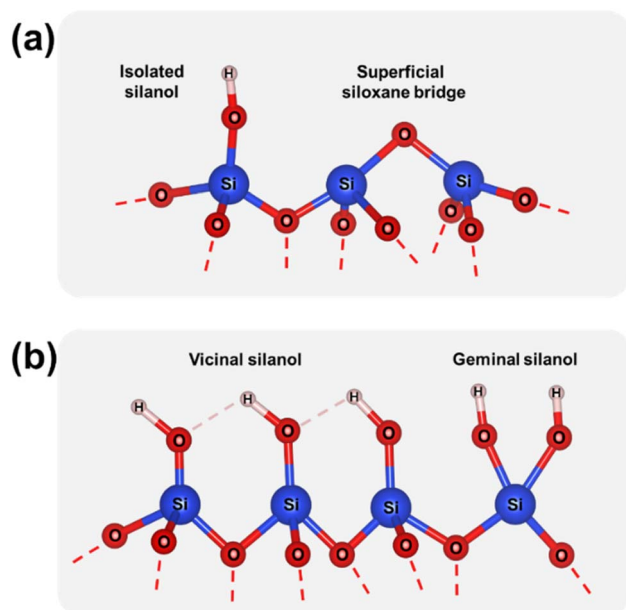 (a)
Isolated
silanol
Superficial
siloxane bridge
H
O O
Si Si Si
O O O O O O O O
(b)
Vicinal silanol
Geminal silanol
H H H H H
O O O O O
Si Si Si Si
O O O O O O O O